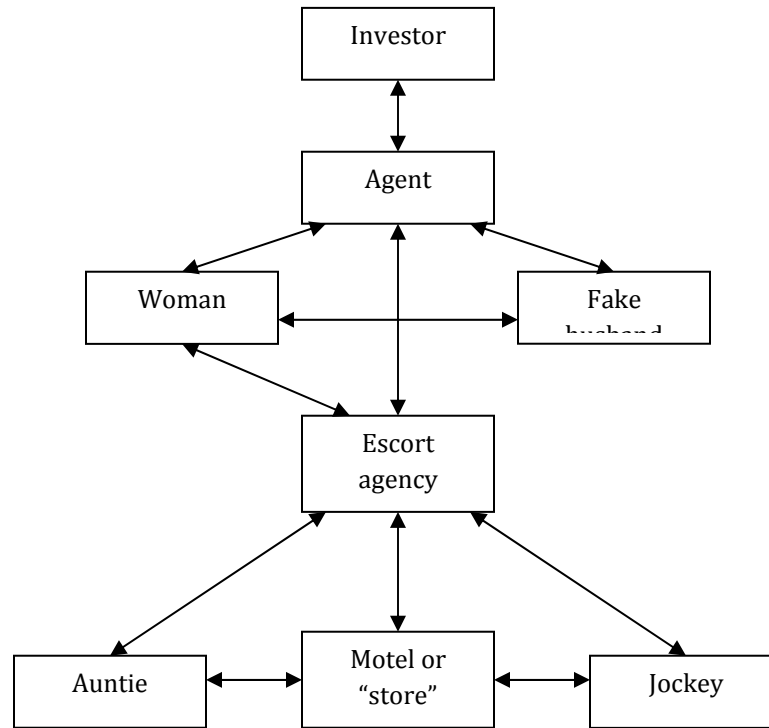 Investor
Agent
Woman
Fake
Escort
agency
Auntie
Motel or
“store”
Jockey